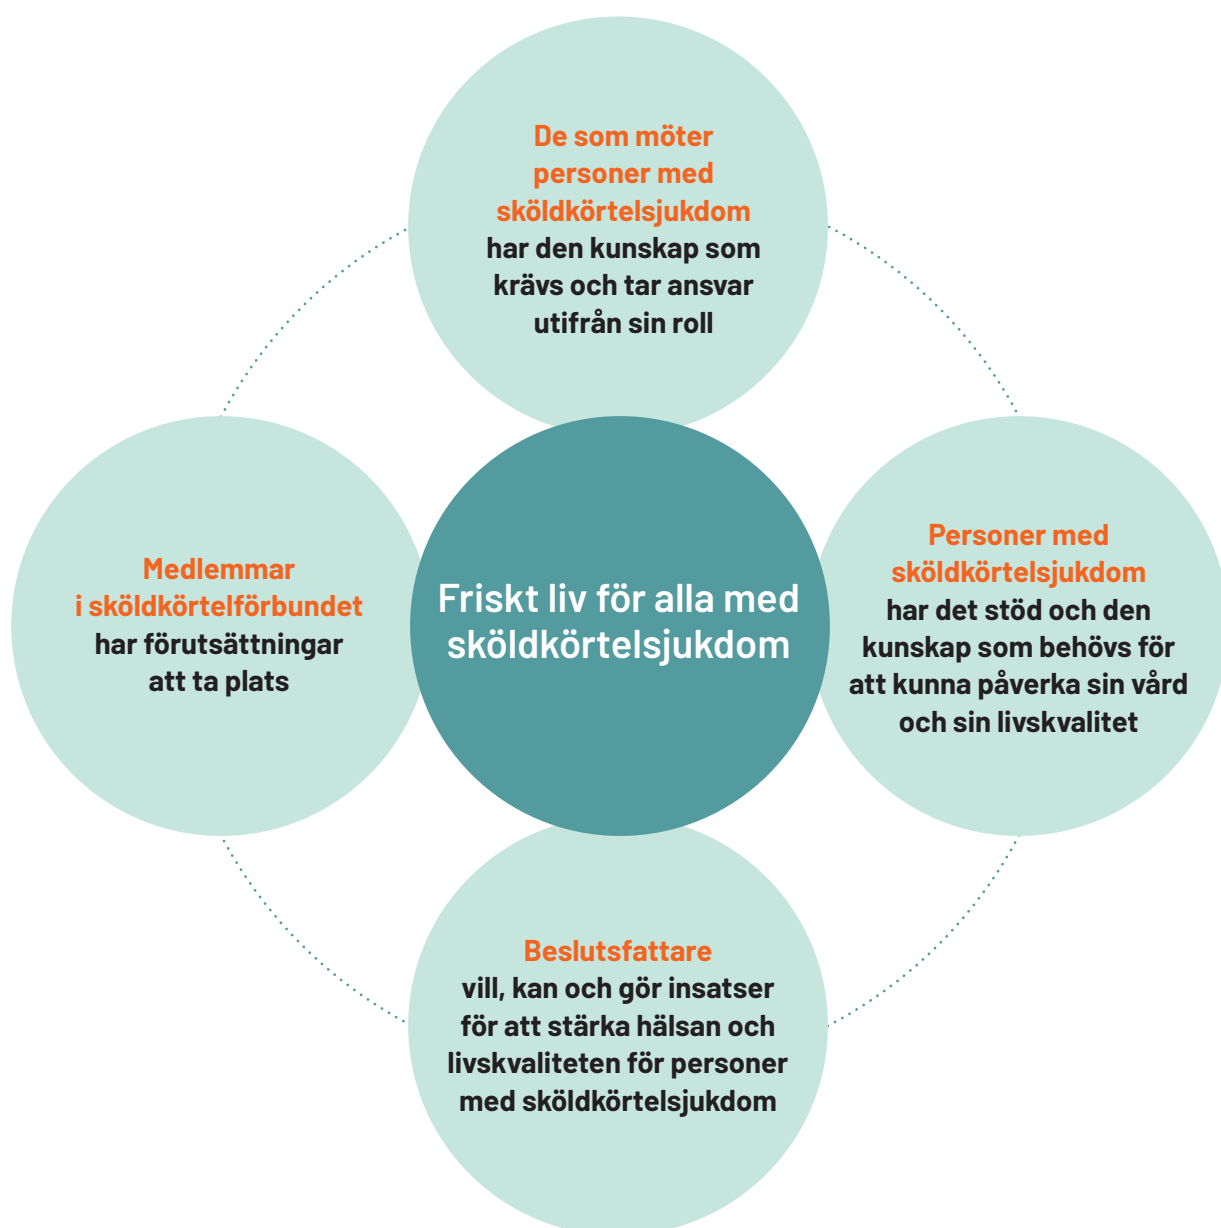 De som möter
personer med
sköldkörtelsjukdom
har den kunskap som
krävs och tar ansvar
utifrån sin roll
Medlemmar
i sköldkörtelförbundet
har förutsättningar
att ta plats
Friskt liv för alla med
sköldkörtelsjukdom
Personer med
sköldkörtelsjukdom
har det stöd och den
kunskap som behövs för
att kunna påverka sin vård
och sin livskvalitet
Beslutsfattare
vill, kan och gör insatser
för att stärka hälsan och
livskvaliteten för personer
med sköldkörtelsjukdom